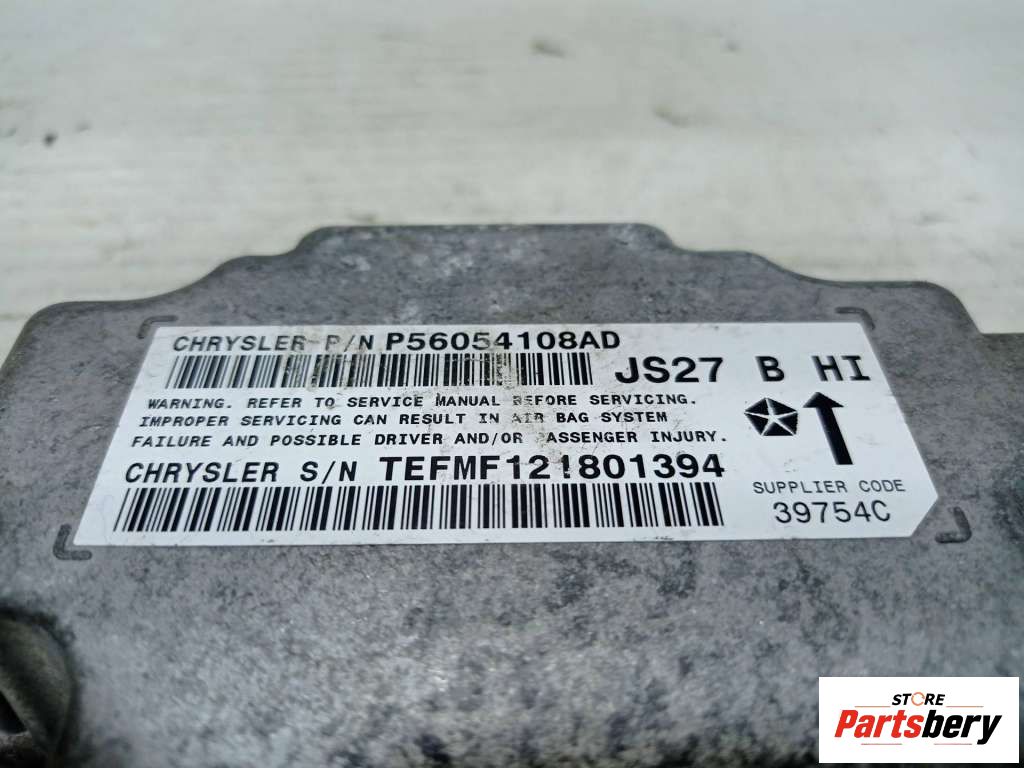 CHRYSLER P/N P56054108AD
JS27 B HI
WARNING. REFER TO SERVICE MANUAL BEFORE SERVICING.
IMPROPER SERVICING CAN RESULT IN AIR BAG SYSTEM
FAILURE AND POSSIBLE DRIVER AND/OR PASSENGER INJURY.
CHRYSLER S/N TEFMF121801394
SUPPLIER CODE
39754C
STORE
Partsbery